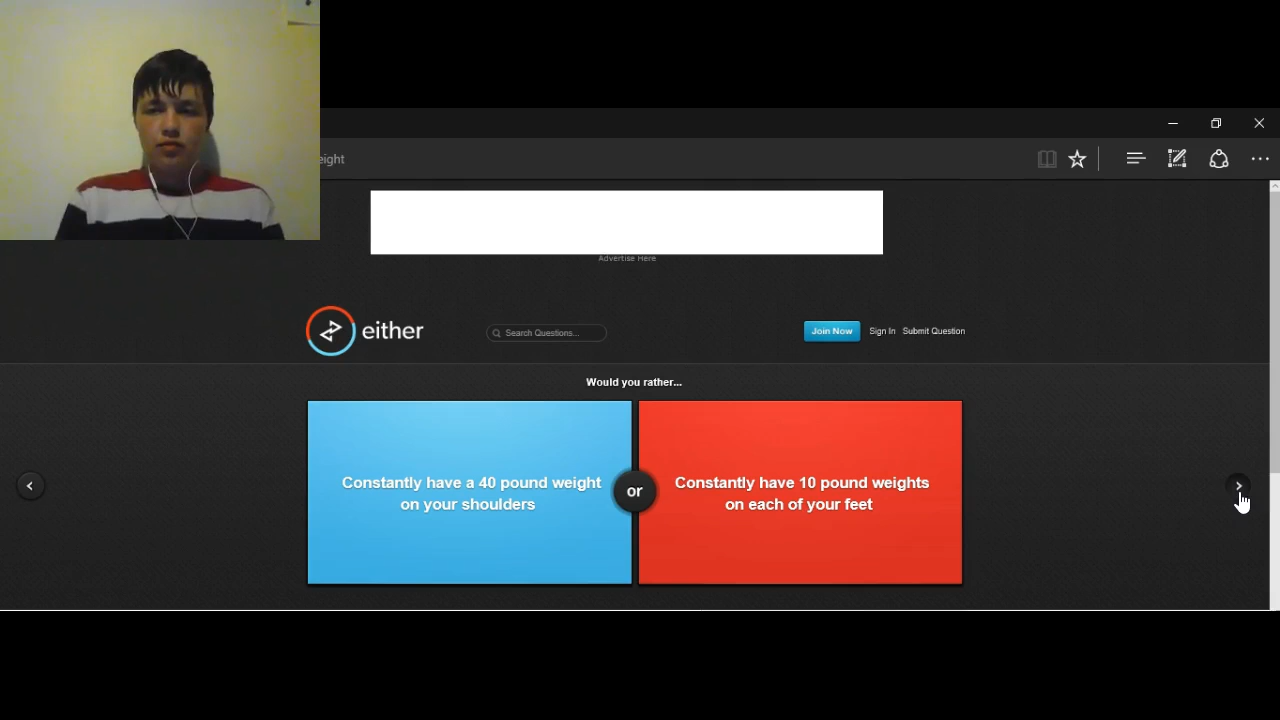 eight
Advertise Here
either
Search Questions...
Join Now
Sign In
Submit Question
Would you rather...
Constantly have a 40 pound weight
on your shoulders
or
Constantly have 10 pound weights
on each of your feet